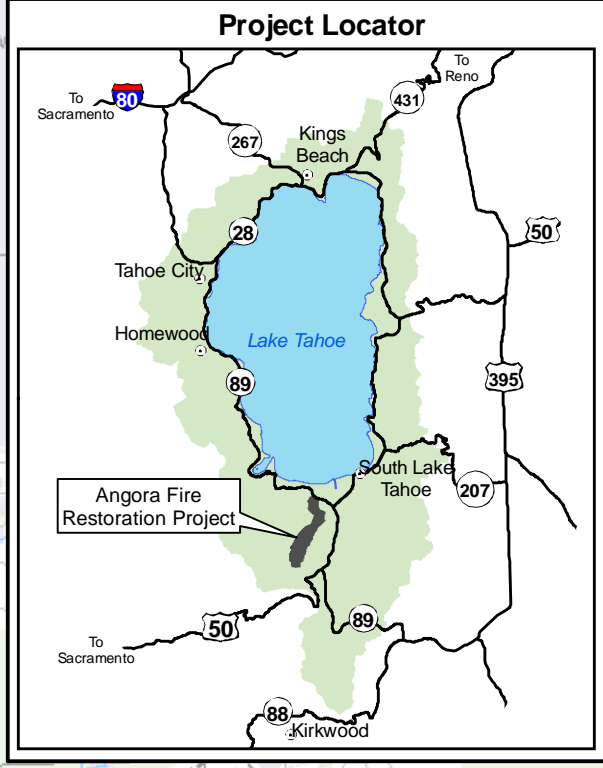 Project Locator
To
Reno
To
Sacramento
80
431
267
Kings
Beach
28
50
Tahoe City
Homewood
Lake Tahoe
89
395
South Lake
Tahoe
207
Angora Fire
Restoration Project
50
89
To
Sacramento
88
Kirkwood